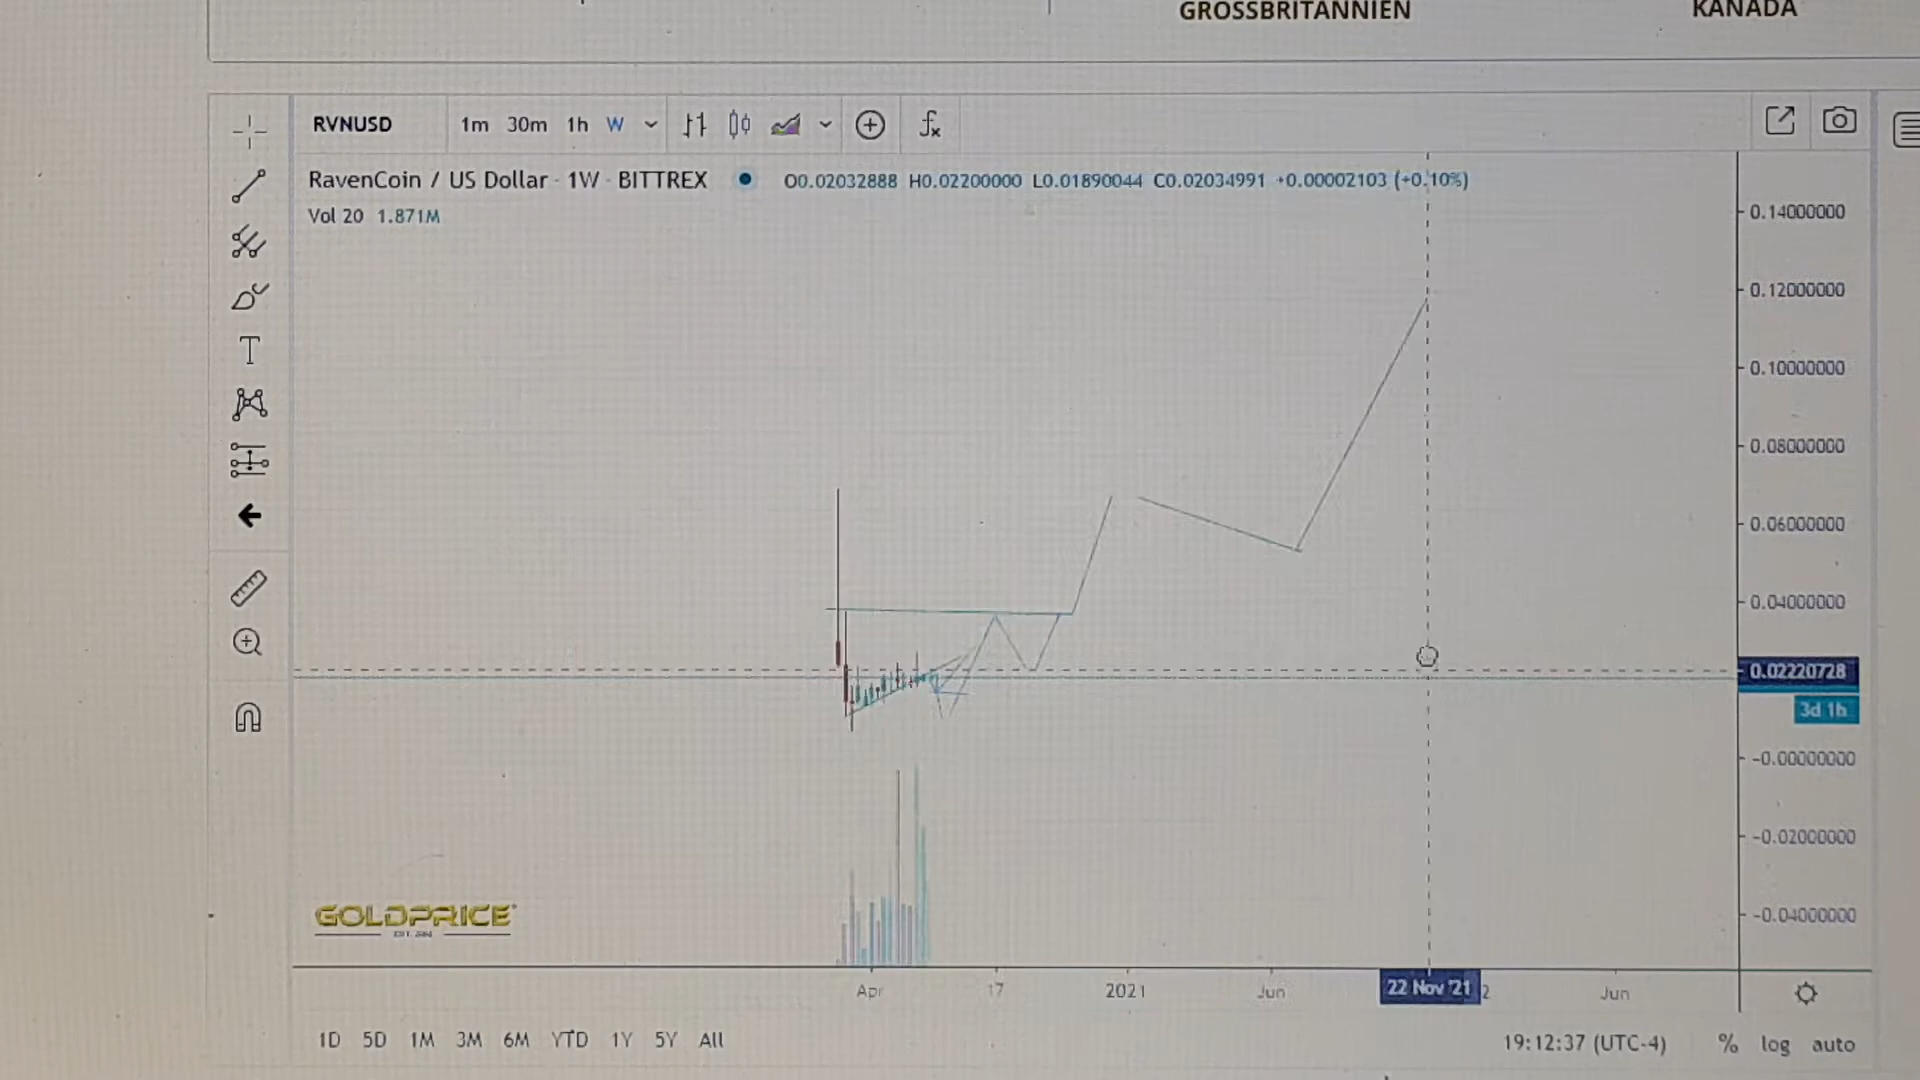 GROSSBRITANNIEN KANADA
RVNUSD 1m 30m 1h W
RavenCoin / US Dollar · 1W · BITTREX O0.02032888 H0.02200000 L0.01890044 C0.02034991 +0.00002103 (+0.10%)
Vol 20 1.871M
0.14000000
0.12000000
0.10000000
0.08000000
0.06000000
0.04000000
0.02220728
3d 1h
-0.00000000
-0.02000000
-0.04000000
GOLDPRICE
Apr 17 2021 Jun 22 Nov '21 2 Jun
1D 5D 1M 3M 6M YTD 1Y 5Y All 19:12:37 (UTC-4) % log auto